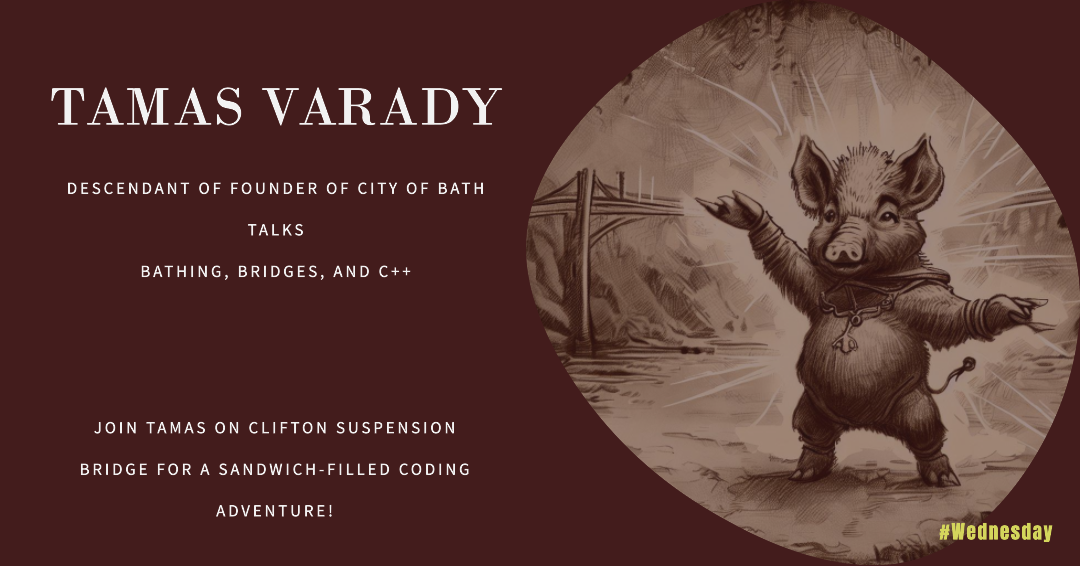 TAMAS VARADY
DESCENDANT OF FOUNDER OF CITY OF BATH
TALKS
BATHING, BRIDGES, AND C++
JOIN TAMAS ON CLIFTON SUSPENSION
BRIDGE FOR A SANDWICH-FILLED CODING
ADVENTURE!
#Wednesday